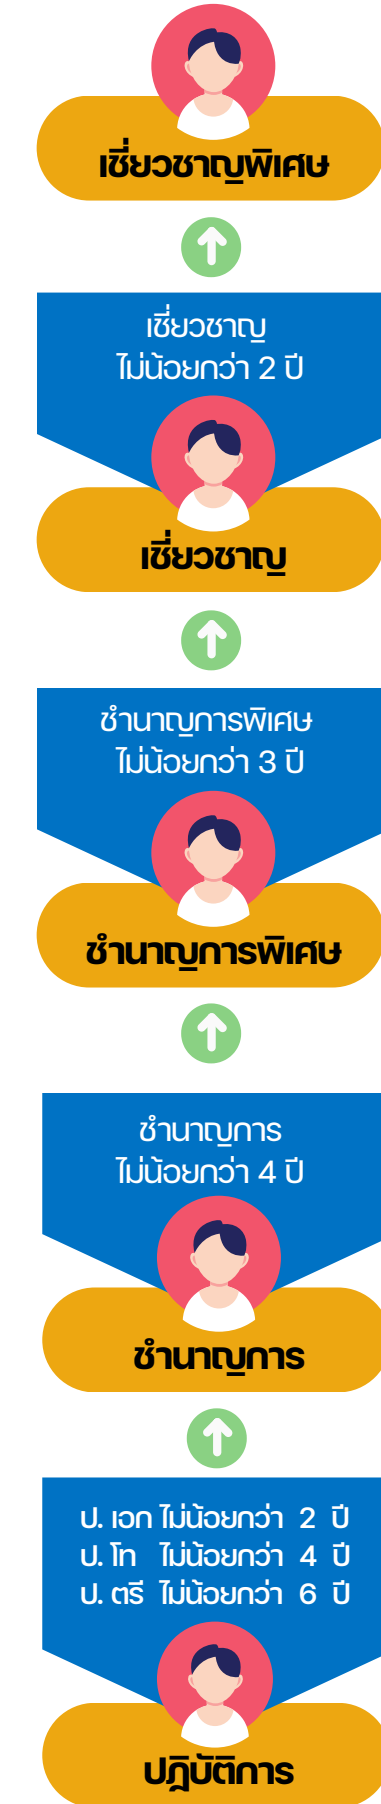 เชี่ยวชาญพิเศษ
เชี่ยวชาญ
ไม่น้อยกว่า 2 ปี
เชี่ยวชาญ
ชำนาญการพิเศษ
ไม่น้อยกว่า 3 ปี
ชำนาญการพิเศษ
ชำนาญการ
ไม่น้อยกว่า 4 ปี
ชำนาญการ
ป. เอก ไม่น้อยกว่า 2 ปี
ป. โท ไม่น้อยกว่า 4 ปี
ป. ตรี ไม่น้อยกว่า 6 ปี
ปฏิบัติการ